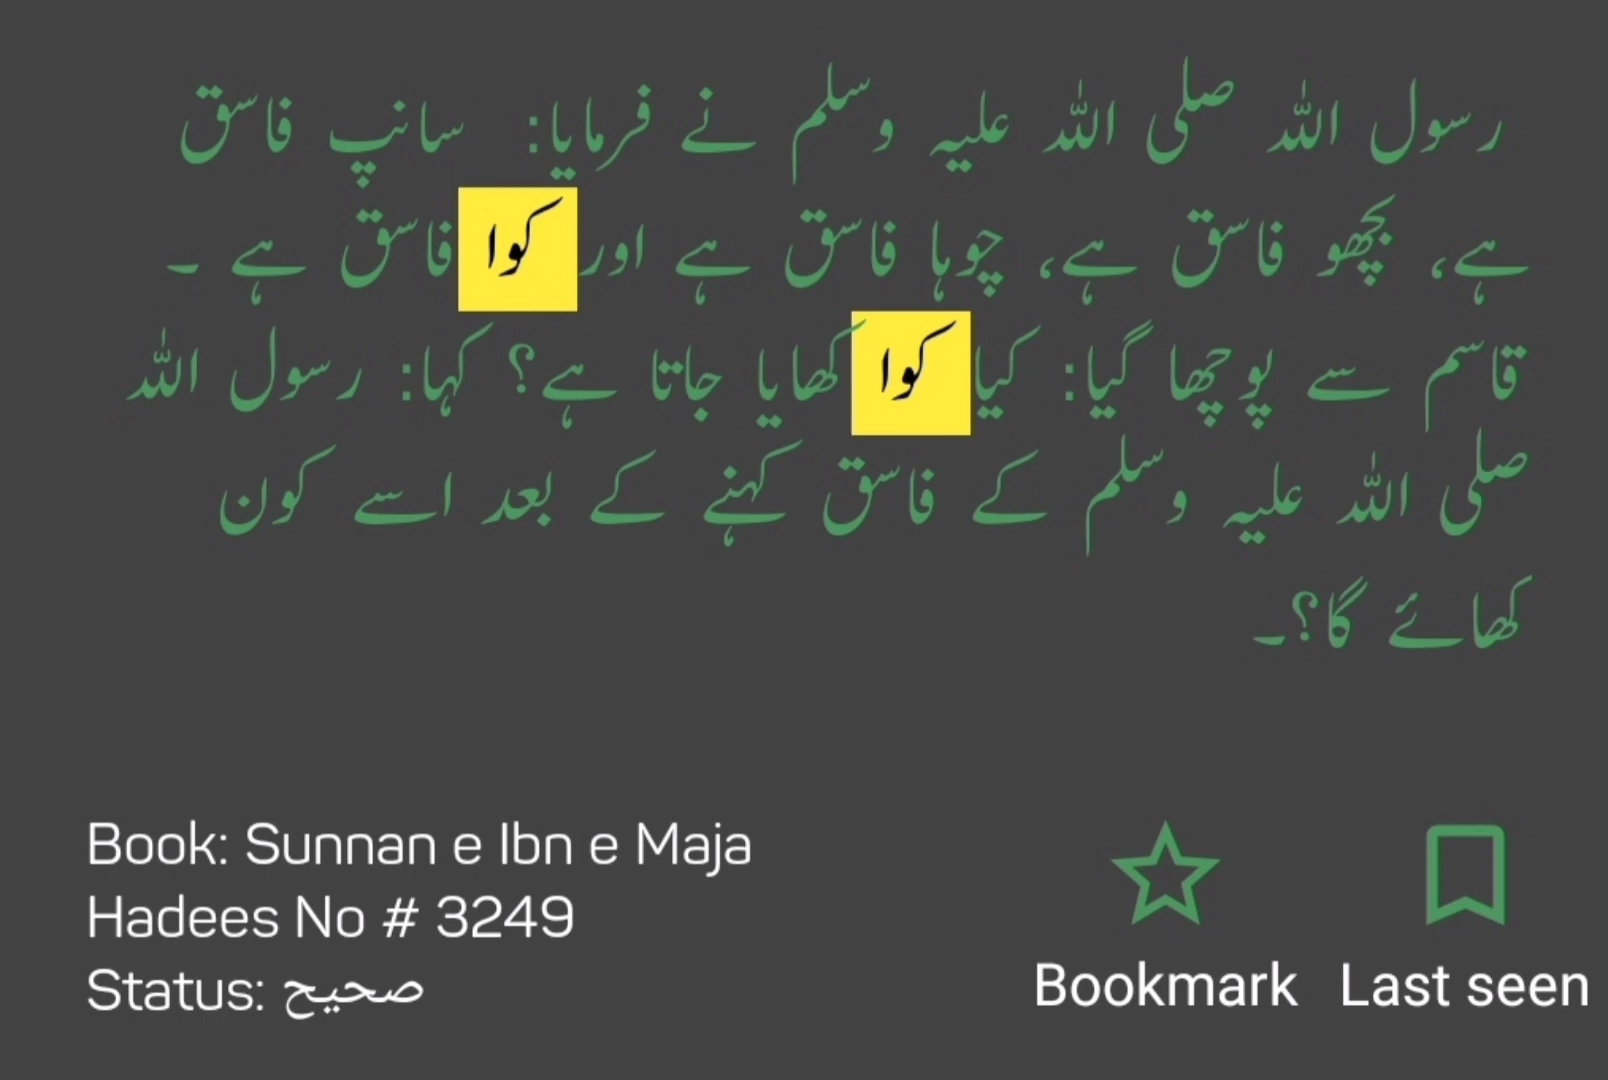 رسول اللہ صلی اللہ علیہ وسلم نے فرمایا: سانپ فاسق
ہے، بچھو فاسق ہے، چوہا فاسق ہے اور کوا فاسق ہے ۔
قاسم سے پوچھا گیا: کیا کوا کھایا جاتا ہے؟ کہا: رسول اللہ
صلی اللہ علیہ وسلم کے فاسق کہنے کے بعد اسے کون
کھائے گا؟۔
Book: Sunnan e Ibn e Maja
Hadees No # 3249
Status: صحیح
Bookmark
Last seen